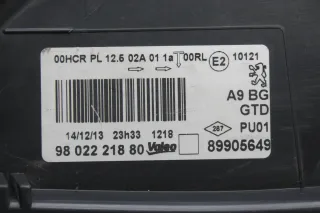 00HCR PL 12.5 02A 01 1a 00RL E2 10121
A9 BG
GTD
287 PU01
14/12/13 23h33 1218
98 022 218 80 Valeo 89905649